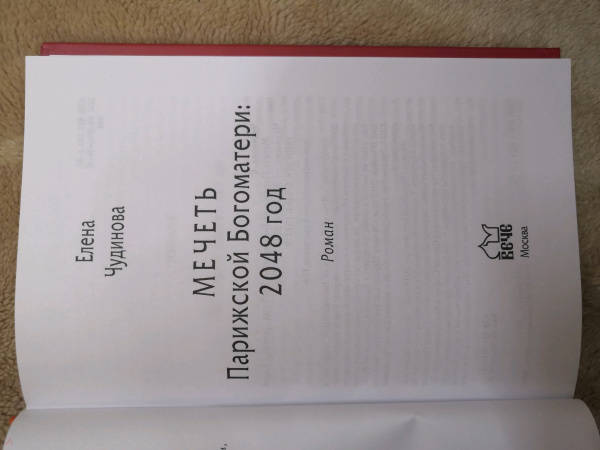 Елена
Чудинова
МЕЧЕТЬ
Парижской Богоматери:
2048 год
Роман
ВЕЧЕ
Москва